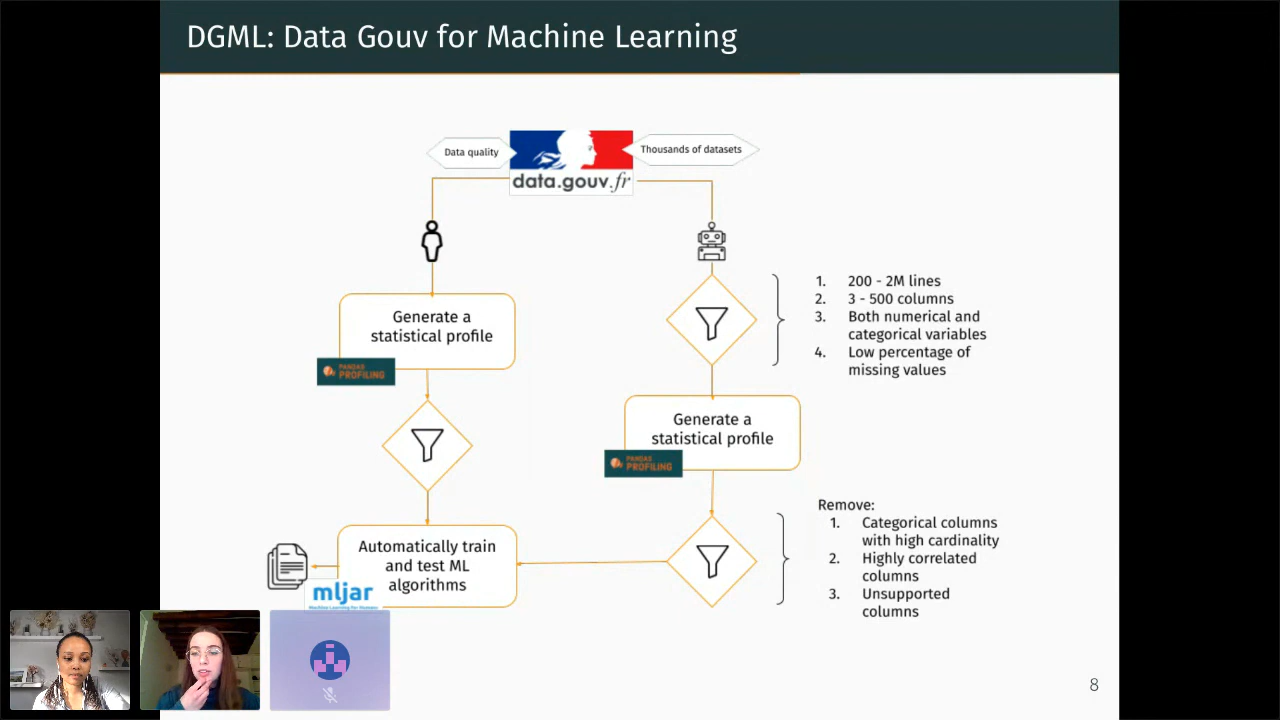 DGML: Data Gouv for Machine Learning
Data quality
Thousands of datasets
data.gouv.fr
Generate a
statistical profile
PANDAS
PROFILING
1. 200 - 2M lines
2. 3 - 500 columns
3. Both numerical and
categorical variables
4. Low percentage of
missing values
Generate a
statistical profile
PANDAS
PROFILING
Automatically train
and test ML
algorithms
mljar
Machine Learning for Humans
Remove:
1. Categorical columns
with high cardinality
2. Highly correlated
columns
3. Unsupported
columns
8